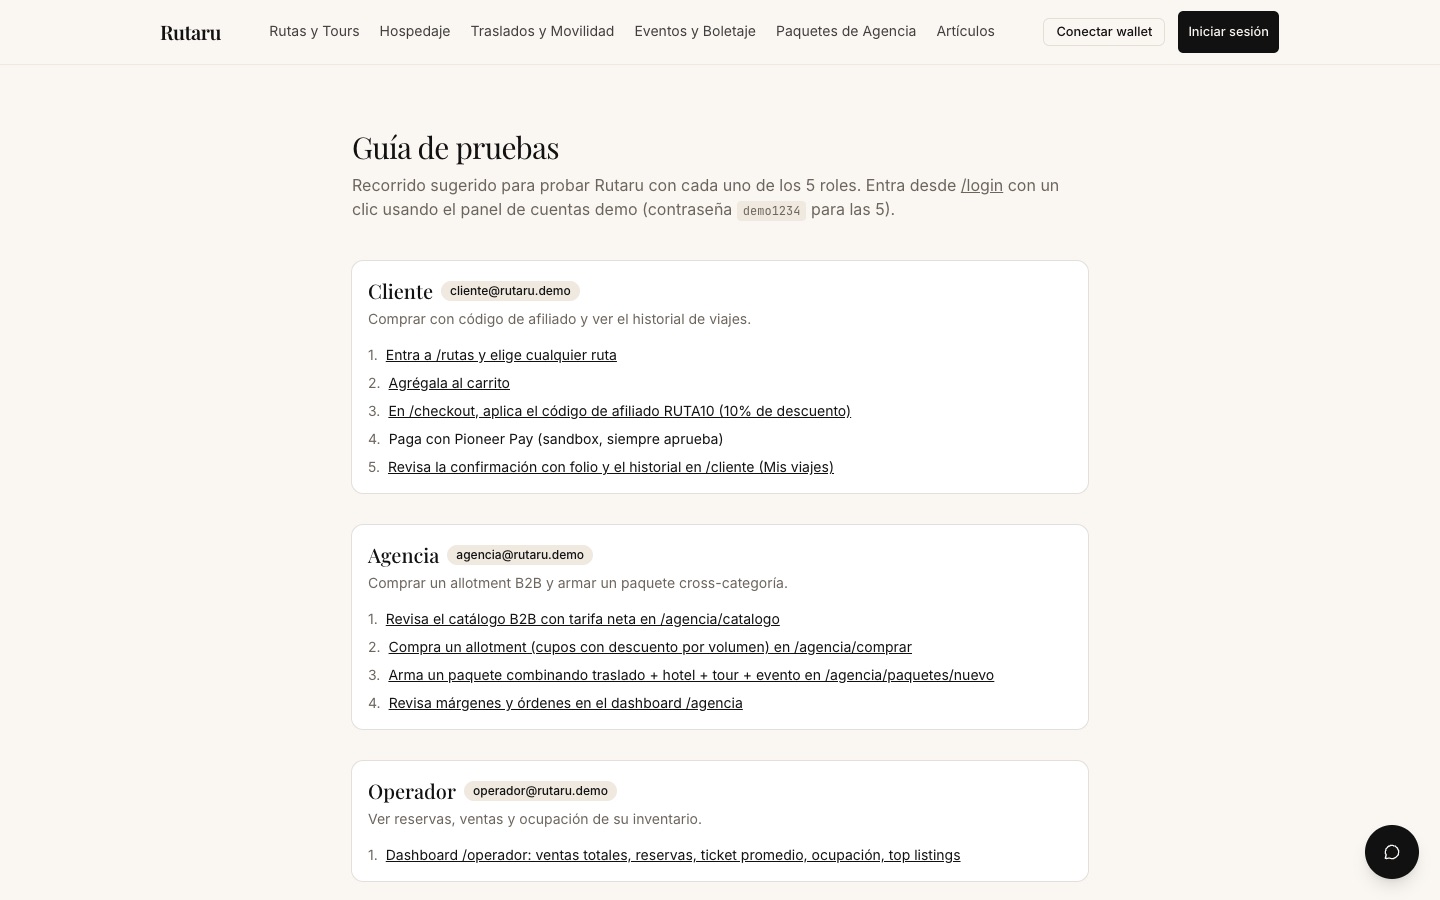 Rutaru
Rutas y Tours
Hospedaje
Traslados y Movilidad
Eventos y Boletaje
Paquetes de Agencia
Artículos
Conectar wallet
Iniciar sesión
Guía de pruebas
Recorrido sugerido para probar Rutaru con cada uno de los 5 roles. Entra desde /login con un
clic usando el panel de cuentas demo (contraseña demo1234 para las 5).
Cliente cliente@rutaru.demo
Comprar con código de afiliado y ver el historial de viajes.
1. Entra a /rutas y elige cualquier ruta
2. Agrégala al carrito
3. En /checkout, aplica el código de afiliado RUTA10 (10% de descuento)
4. Paga con Pioneer Pay (sandbox, siempre aprueba)
5. Revisa la confirmación con folio y el historial en /cliente (Mis viajes)
Agencia agencia@rutaru.demo
Comprar un allotment B2B y armar un paquete cross-categoría.
1. Revisa el catálogo B2B con tarifa neta en /agencia/catalogo
2. Compra un allotment (cupos con descuento por volumen) en /agencia/comprar
3. Arma un paquete combinando traslado + hotel + tour + evento en /agencia/paquetes/nuevo
4. Revisa márgenes y órdenes en el dashboard /agencia
Operador operador@rutaru.demo
Ver reservas, ventas y ocupación de su inventario.
1. Dashboard /operador: ventas totales, reservas, ticket promedio, ocupación, top listings